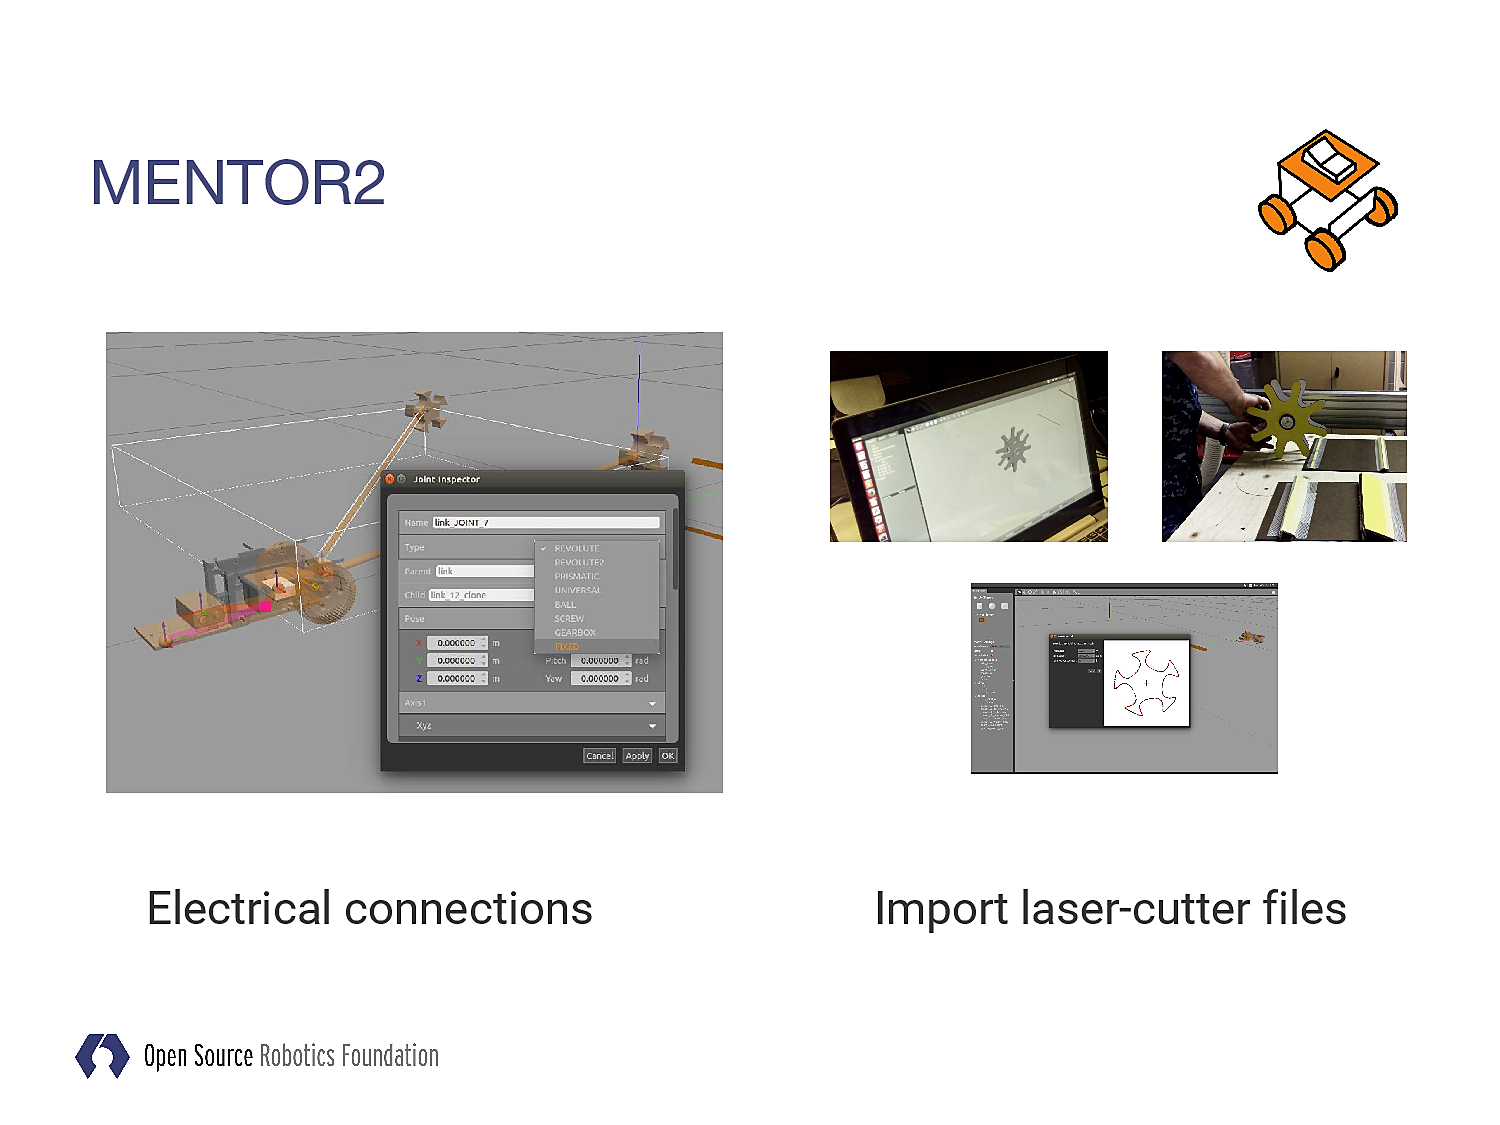 MENTOR2
Joint Inspector
Name link_JOINT_7
Type
REVOLUTE
REVOLUTE2
PRISMATIC
UNIVERSAL
BALL
SCREW
GEARBOX
FIXED
Parent link
Child link_12_clone
Pose
X 0.000000 m
Y 0.000000 m Pitch 0.000000 rad
Z 0.000000 m Yaw 0.000000 rad
Axis1
Xyz
Cancel Apply OK
Electrical connections
Import laser-cutter files
Open Source Robotics Foundation